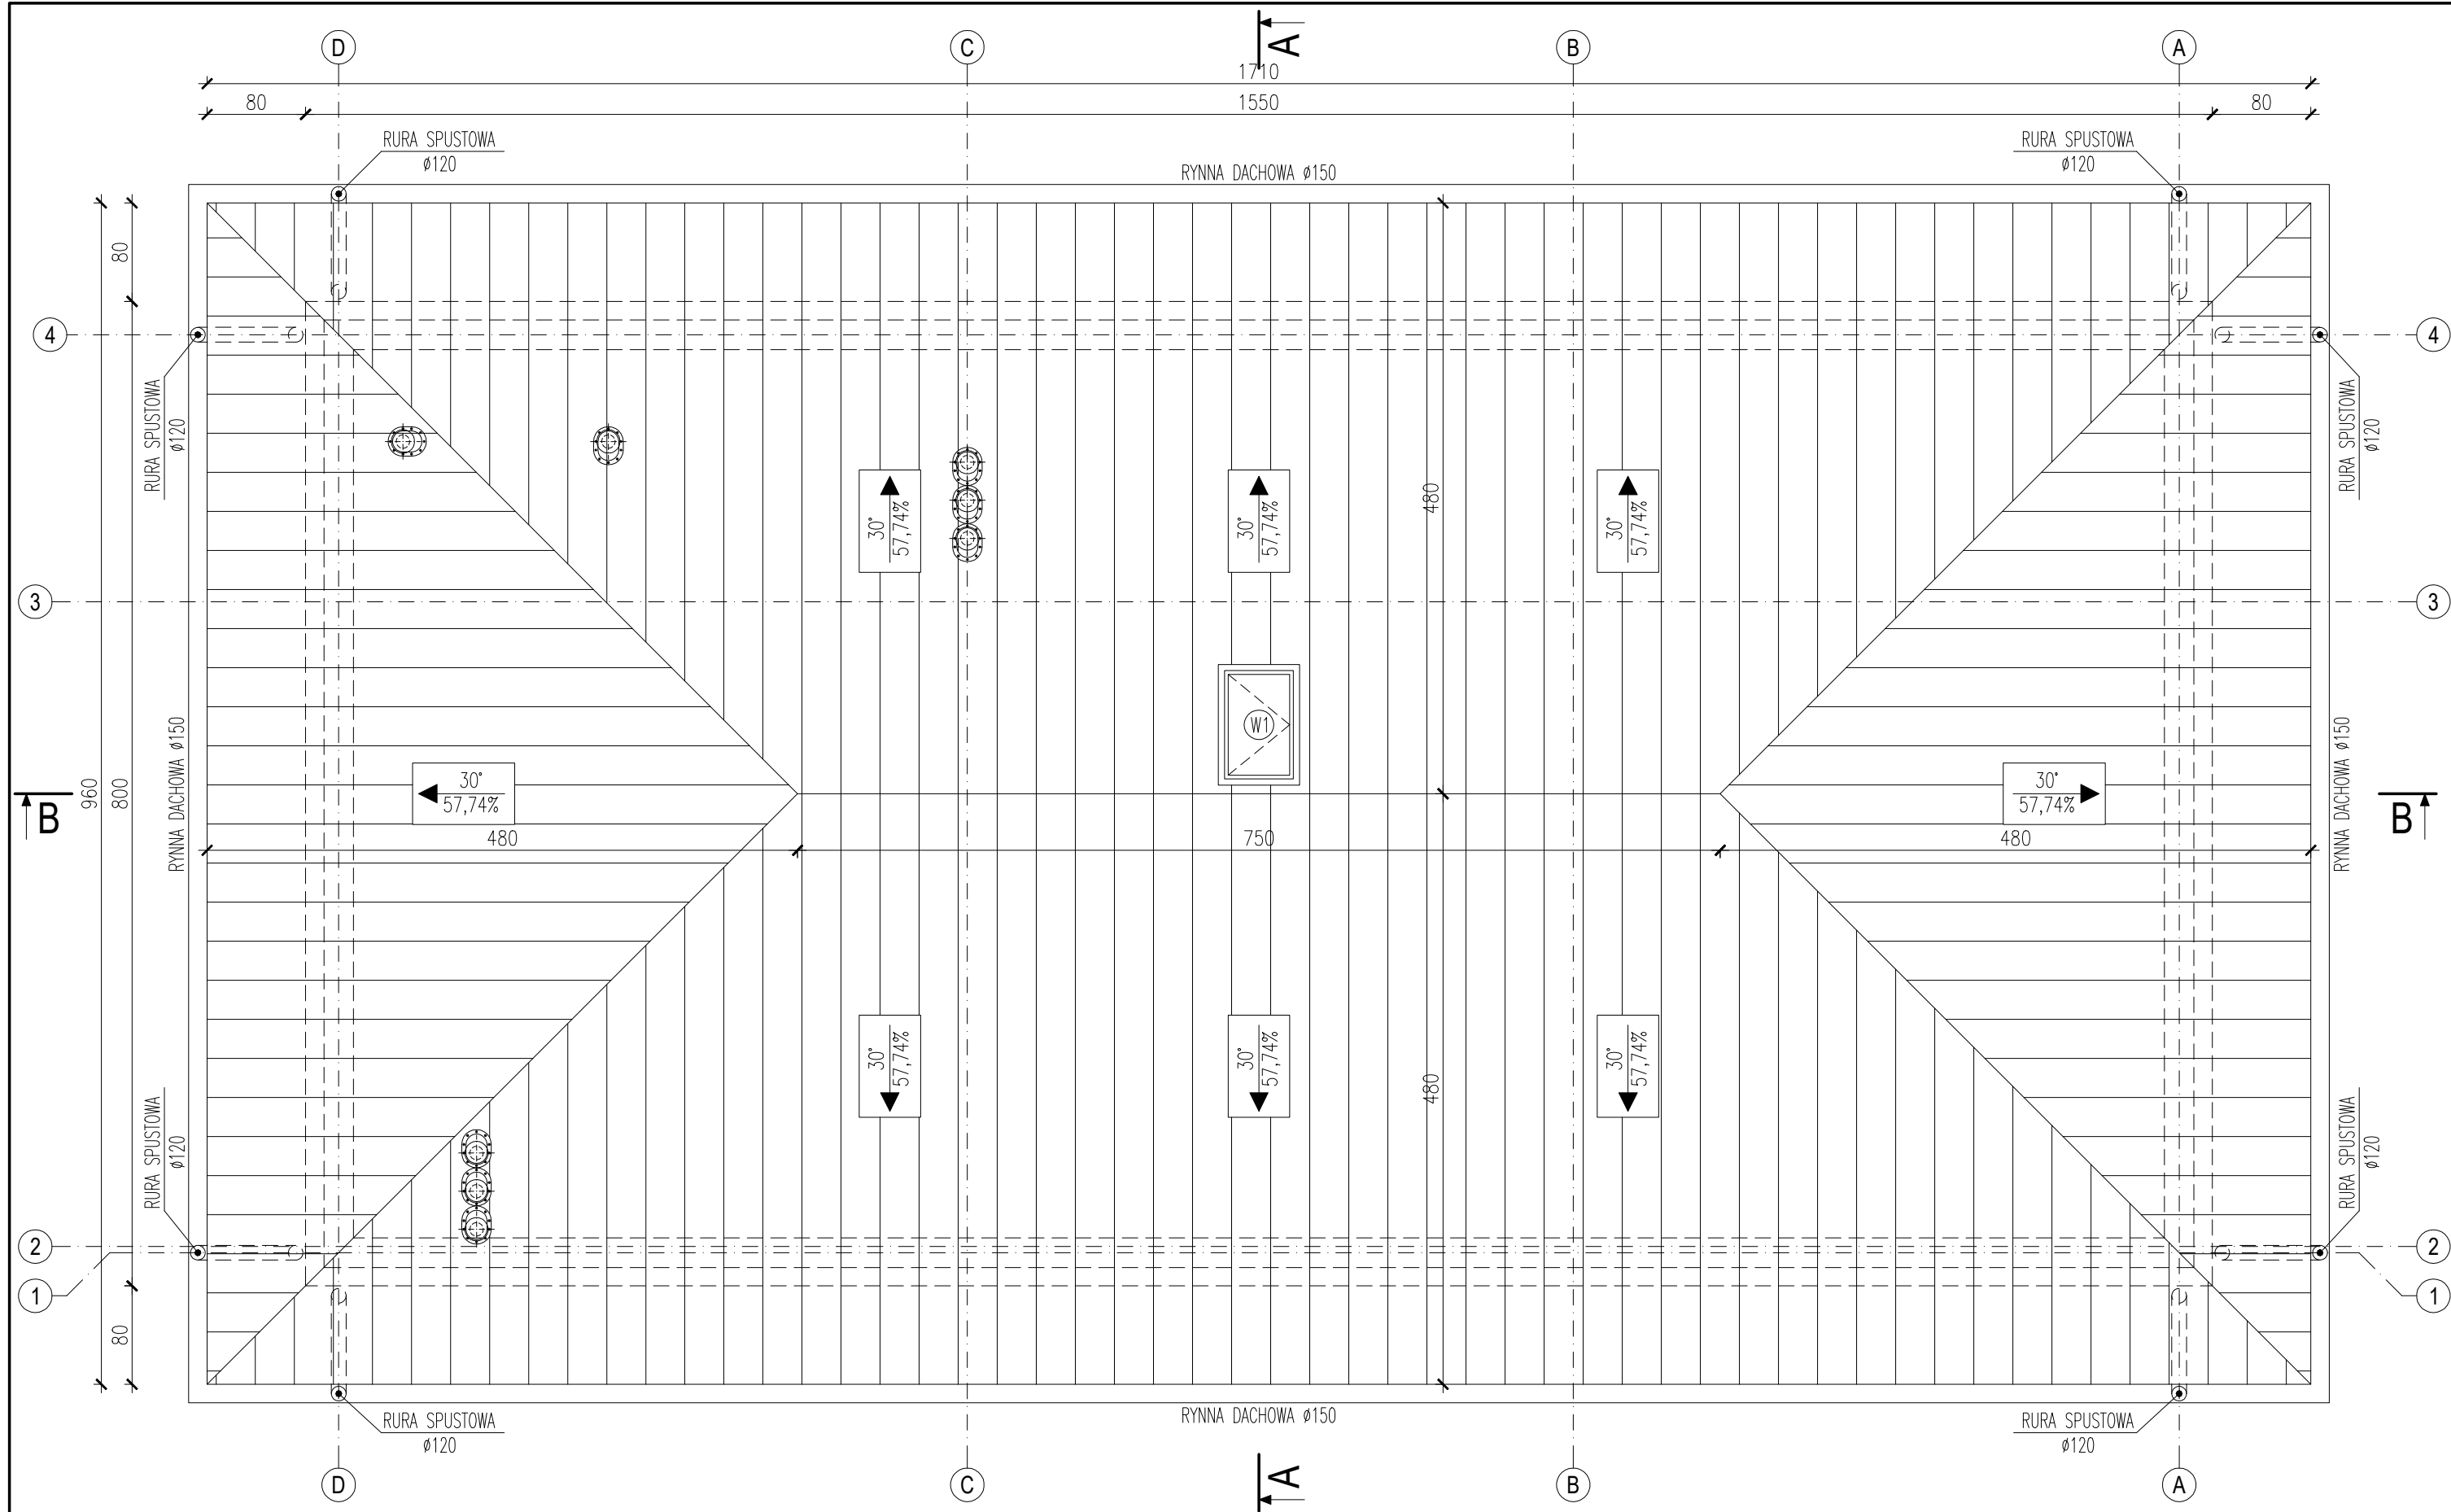 D
C
A
B
A
1710
80
1550
80
RURA SPUSTOWA
ø120
RURA SPUSTOWA
ø120
RYNNA DACHOWA ø150
80
4
4
RURA SPUSTOWA
ø120
RURA SPUSTOWA
ø120
30°
57,74%
30°
57,74%
480
30°
57,74%
3
3
W1
RYNNA DACHOWA ø150
RYNNA DACHOWA ø150
960
800
B
30°
57,74%
30°
57,74%
B
480
750
480
30°
57,74%
30°
57,74%
480
30°
57,74%
RURA SPUSTOWA
ø120
RURA SPUSTOWA
ø120
2
2
1
1
80
RURA SPUSTOWA
ø120
RYNNA DACHOWA ø150
RURA SPUSTOWA
ø120
D
C
A
B
A